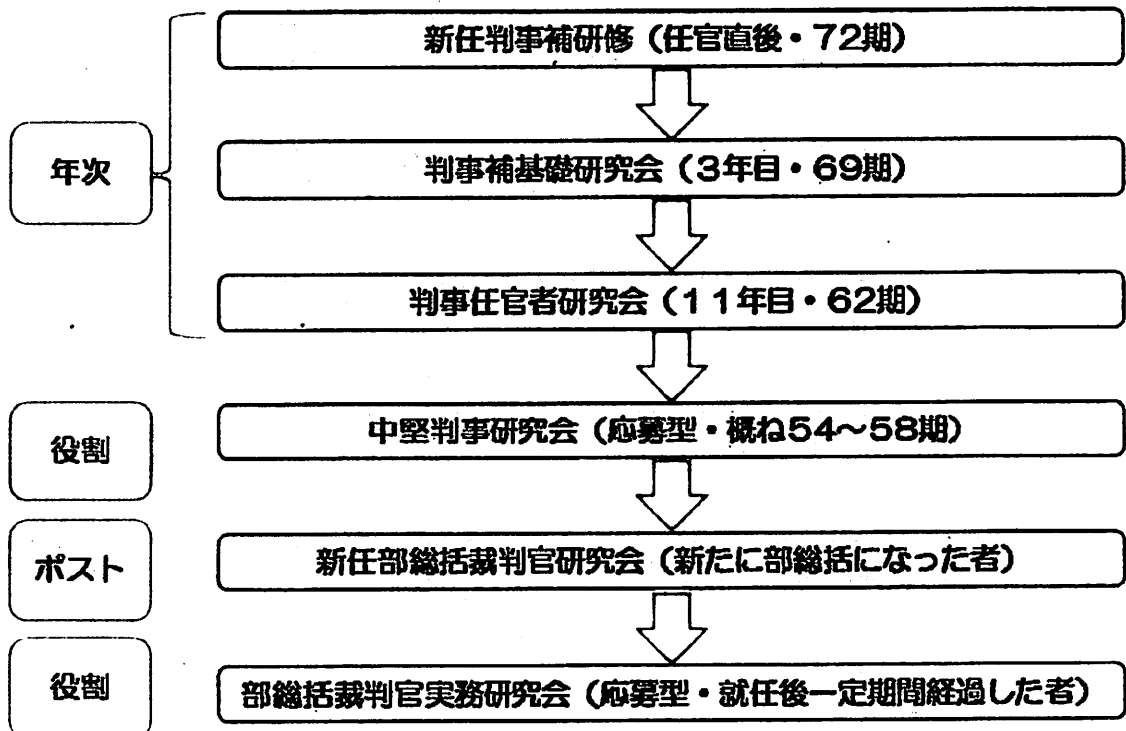 新任判事補研修（任官直後・72期）
年次
判事補基礎研究会（3年目・69期）
判事任官者研究会（11年目・62期）
役割
中堅判事研究会（応募型・概ね54～58期）
ポスト
新任部総括裁判官研究会（新たに部総括になった者）
役割
部総括裁判官実務研究会（応募型・就任後一定期間経過した者）